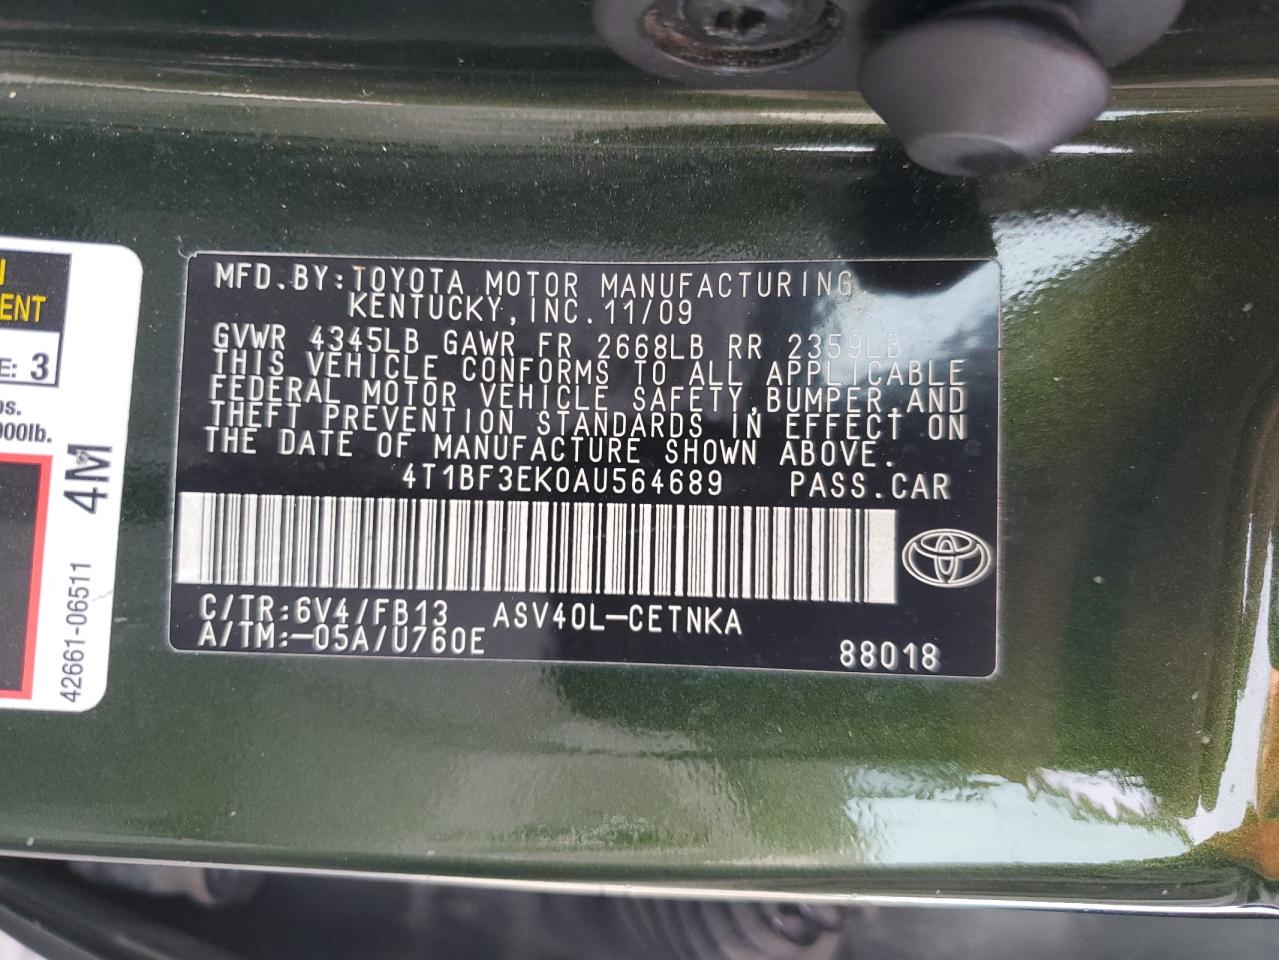 MFD.BY:TOYOTA MOTOR MANUFACTURING
KENTUCKY,INC.11/09
GVWR 4345LB GAWR FR 2668LB RR 2359LB
THIS VEHICLE CONFORMS TO ALL APPLICABLE
FEDERAL MOTOR VEHICLE SAFETY,BUMPER,AND
THEFT PREVENTION STANDARDS IN EFFECT ON
THE DATE OF MANUFACTURE SHOWN ABOVE.
4T1BF3EK0AU564689 PASS.CAR
C/TR:6V4/FB13 ASV40L-CETNKA
A/TM:-05A/U760E
88018
E: 3
4M
42661-06511